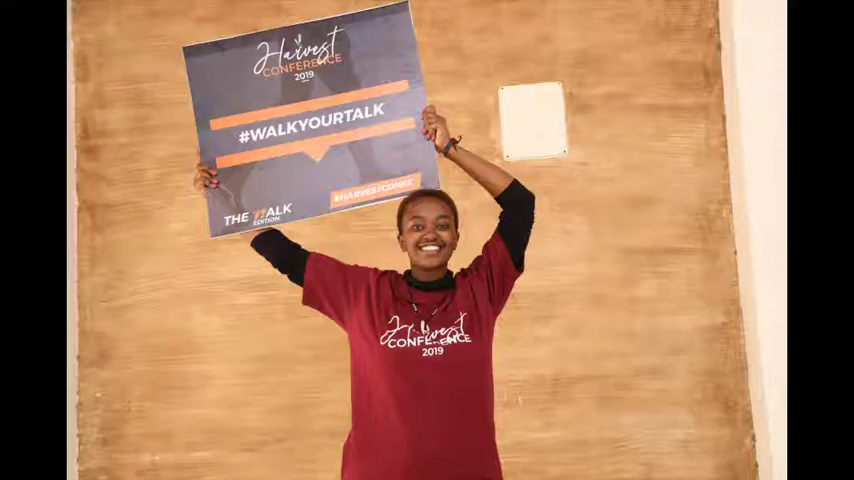 Harvest
CONFERENCE
2019
#WALKYOURTALK
#HARVESTCONKE
THE WALK
EDITION
Harvest
CONFERENCE
2019